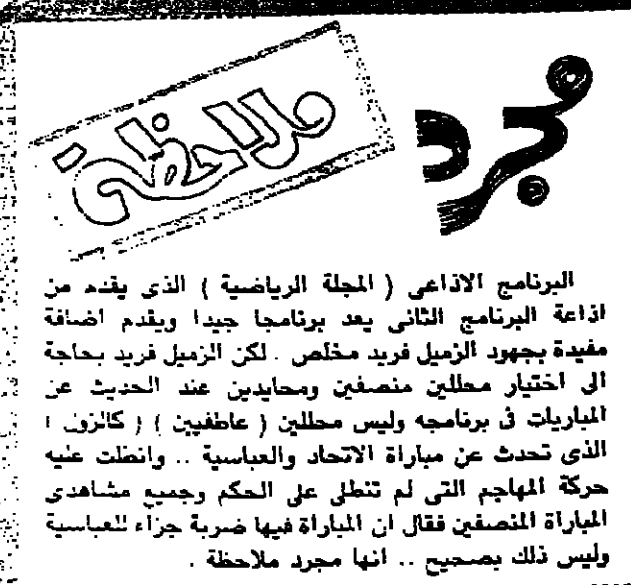 مجرد
ملاحظة
البرنامج الاذاعى ( المجلة الرياضية ) الذى يقدم من
اذاعة البرنامج الثانى يعد برنامجا جيدا ويقدم اضافة
مفيدة بجهود الزميل فريد مخلص . لكن الزميل فريد بحاجة
الى اختيار محللين منصفين ومحايدين عند الحديث عن
المباريات فى برنامجه وليس محللين ( عاطفيين ) ( كالزون )
الذى تحدث عن مباراة الاتحاد والعباسية .. وانطلت عليه
حركة المهاجم التى لم تنطلى على الحكم وجميع مشاهدى
المباراة المنصفين فقال ان المباراة فيها ضربة جزاء للعباسية
وليس ذلك بصحيح .. انها مجرد ملاحظة .